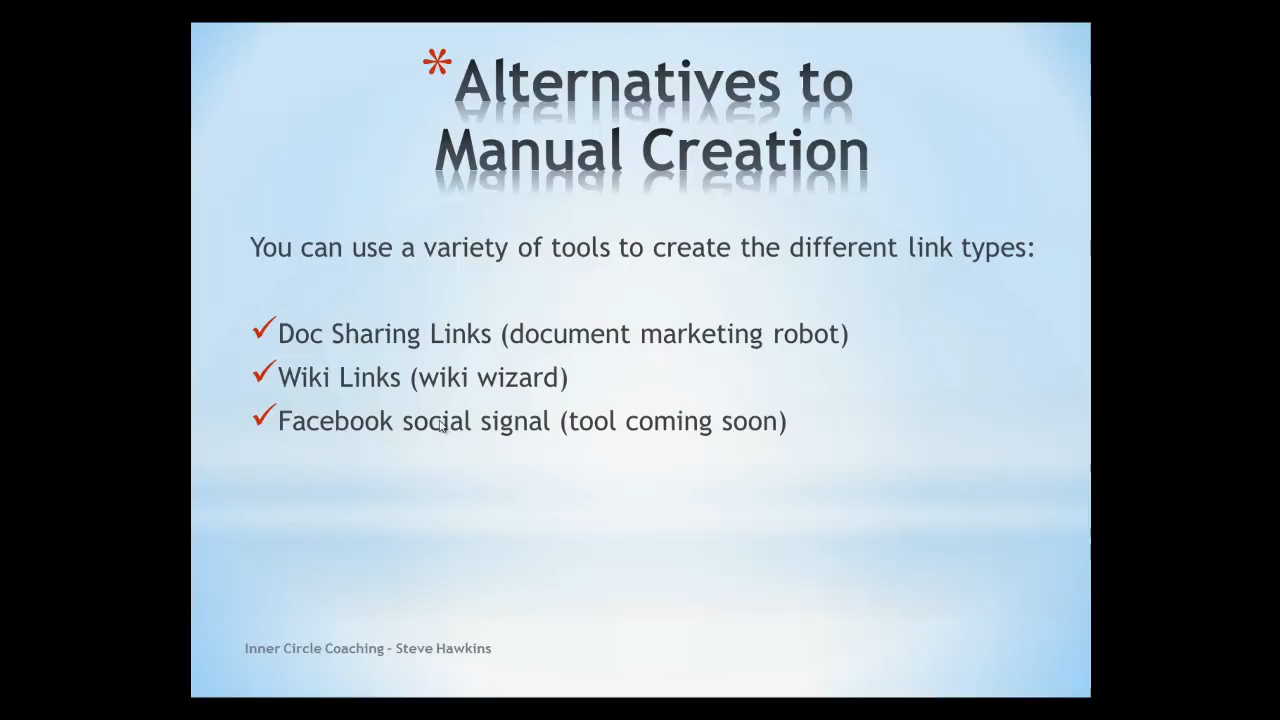 * Alternatives to
Manual Creation
You can use a variety of tools to create the different link types:
✓ Doc Sharing Links (document marketing robot)
✓ Wiki Links (wiki wizard)
✓ Facebook social signal (tool coming soon)
Inner Circle Coaching - Steve Hawkins